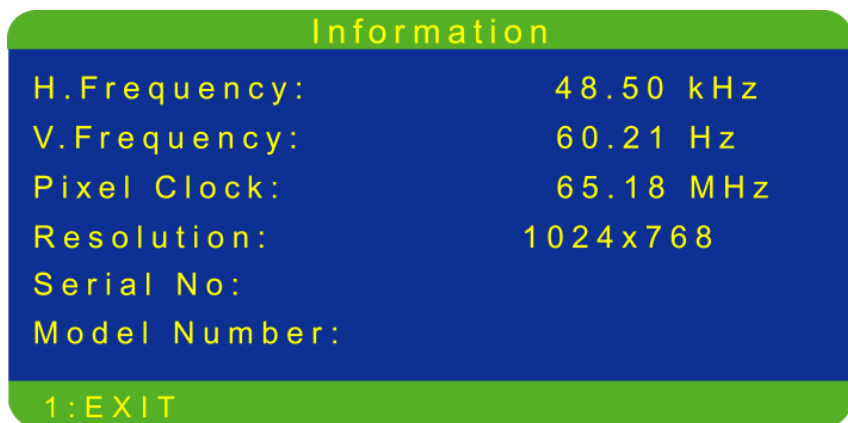 Information
H.Frequency: 48.50 kHz
V.Frequency: 60.21 Hz
Pixel Clock: 65.18 MHz
Resolution: 1024x768
Serial No:
Model Number:
1:EXIT